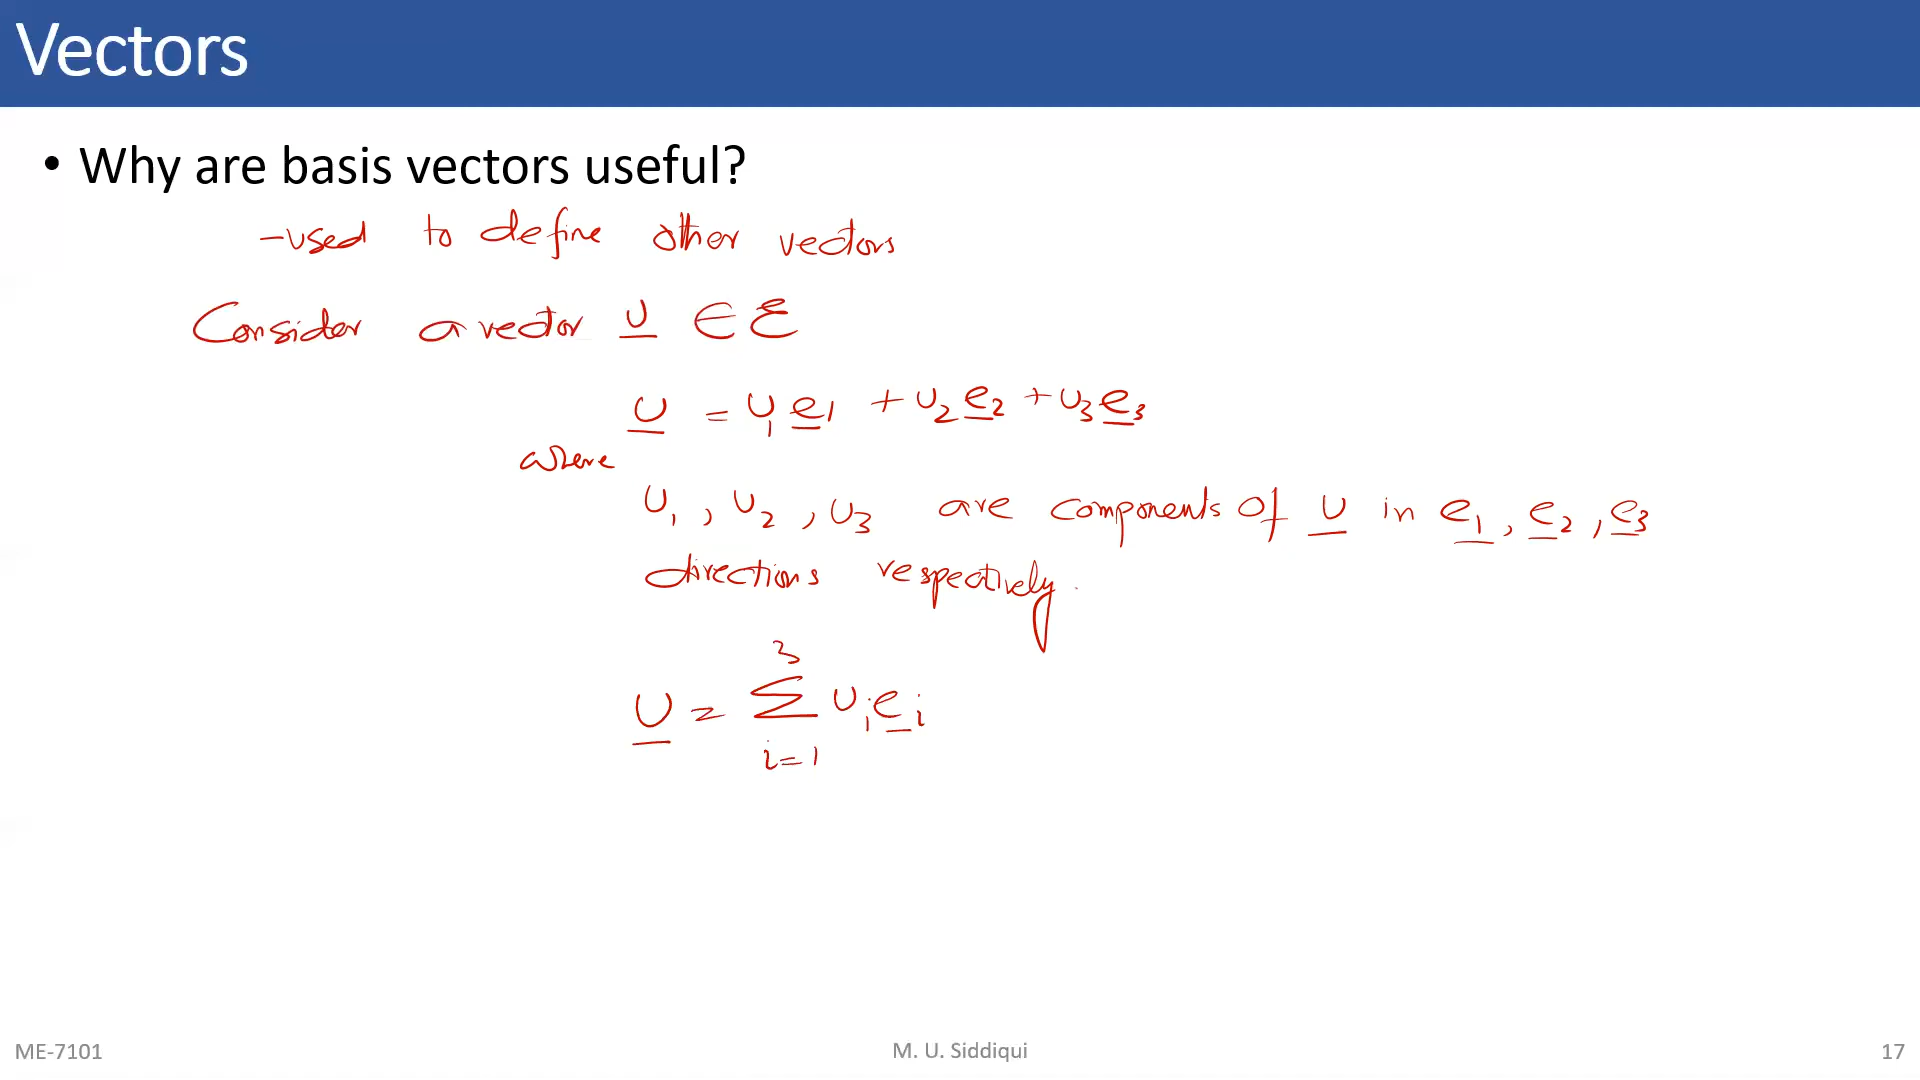 Vectors
• Why are basis vectors useful?
- used to define other vectors
Consider a vector u ∈ ℰ
u = u₁ e₁ + u₂ e₂ + u₃ e₃
where
u₁ , u₂ , u₃ are components of u in e₁ , e₂ , e₃
directions respectively.
u = ∑³ᵢ₌₁ uᵢ eᵢ
ME-7101
M. U. Siddiqui
17